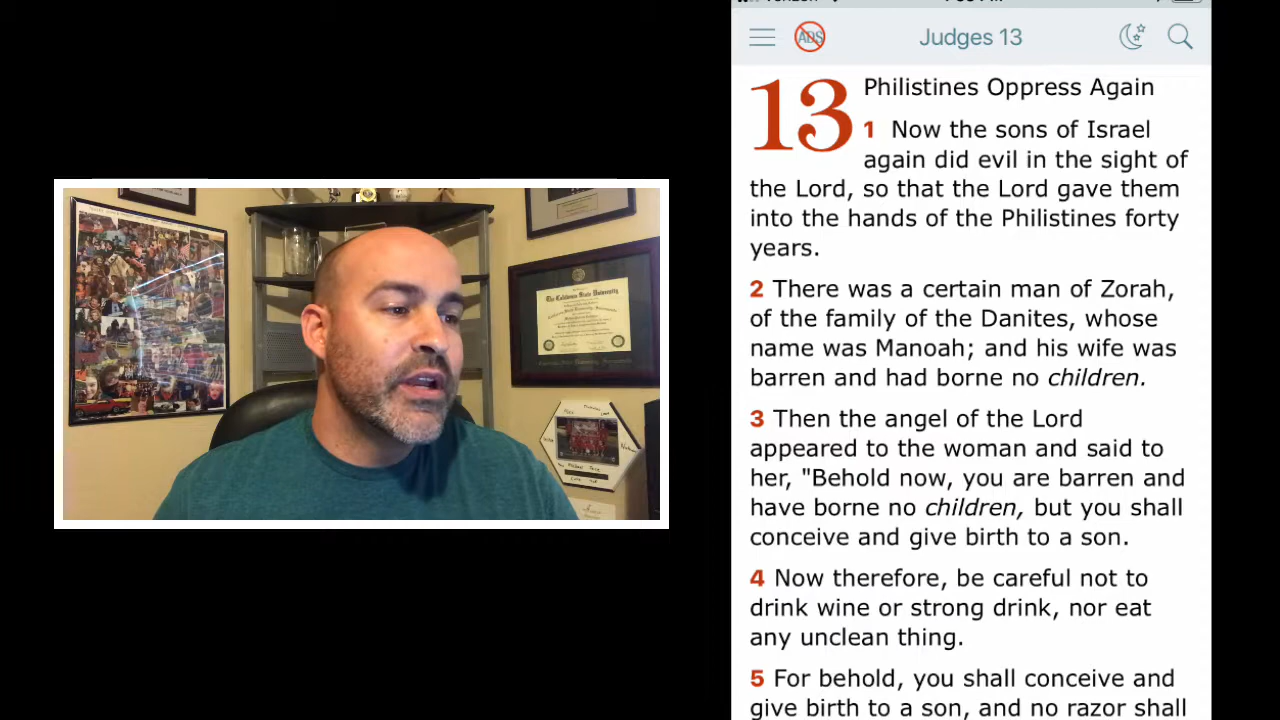 Judges 13
ADS
13
Philistines Oppress Again
1 Now the sons of Israel
again did evil in the sight of
the Lord, so that the Lord gave them
into the hands of the Philistines forty
years.
2 There was a certain man of Zorah,
of the family of the Danites, whose
name was Manoah; and his wife was
barren and had borne no children.
3 Then the angel of the Lord
appeared to the woman and said to
her, "Behold now, you are barren and
have borne no children, but you shall
conceive and give birth to a son.
4 Now therefore, be careful not to
drink wine or strong drink, nor eat
any unclean thing.
5 For behold, you shall conceive and
give birth to a son, and no razor shall
The California State University